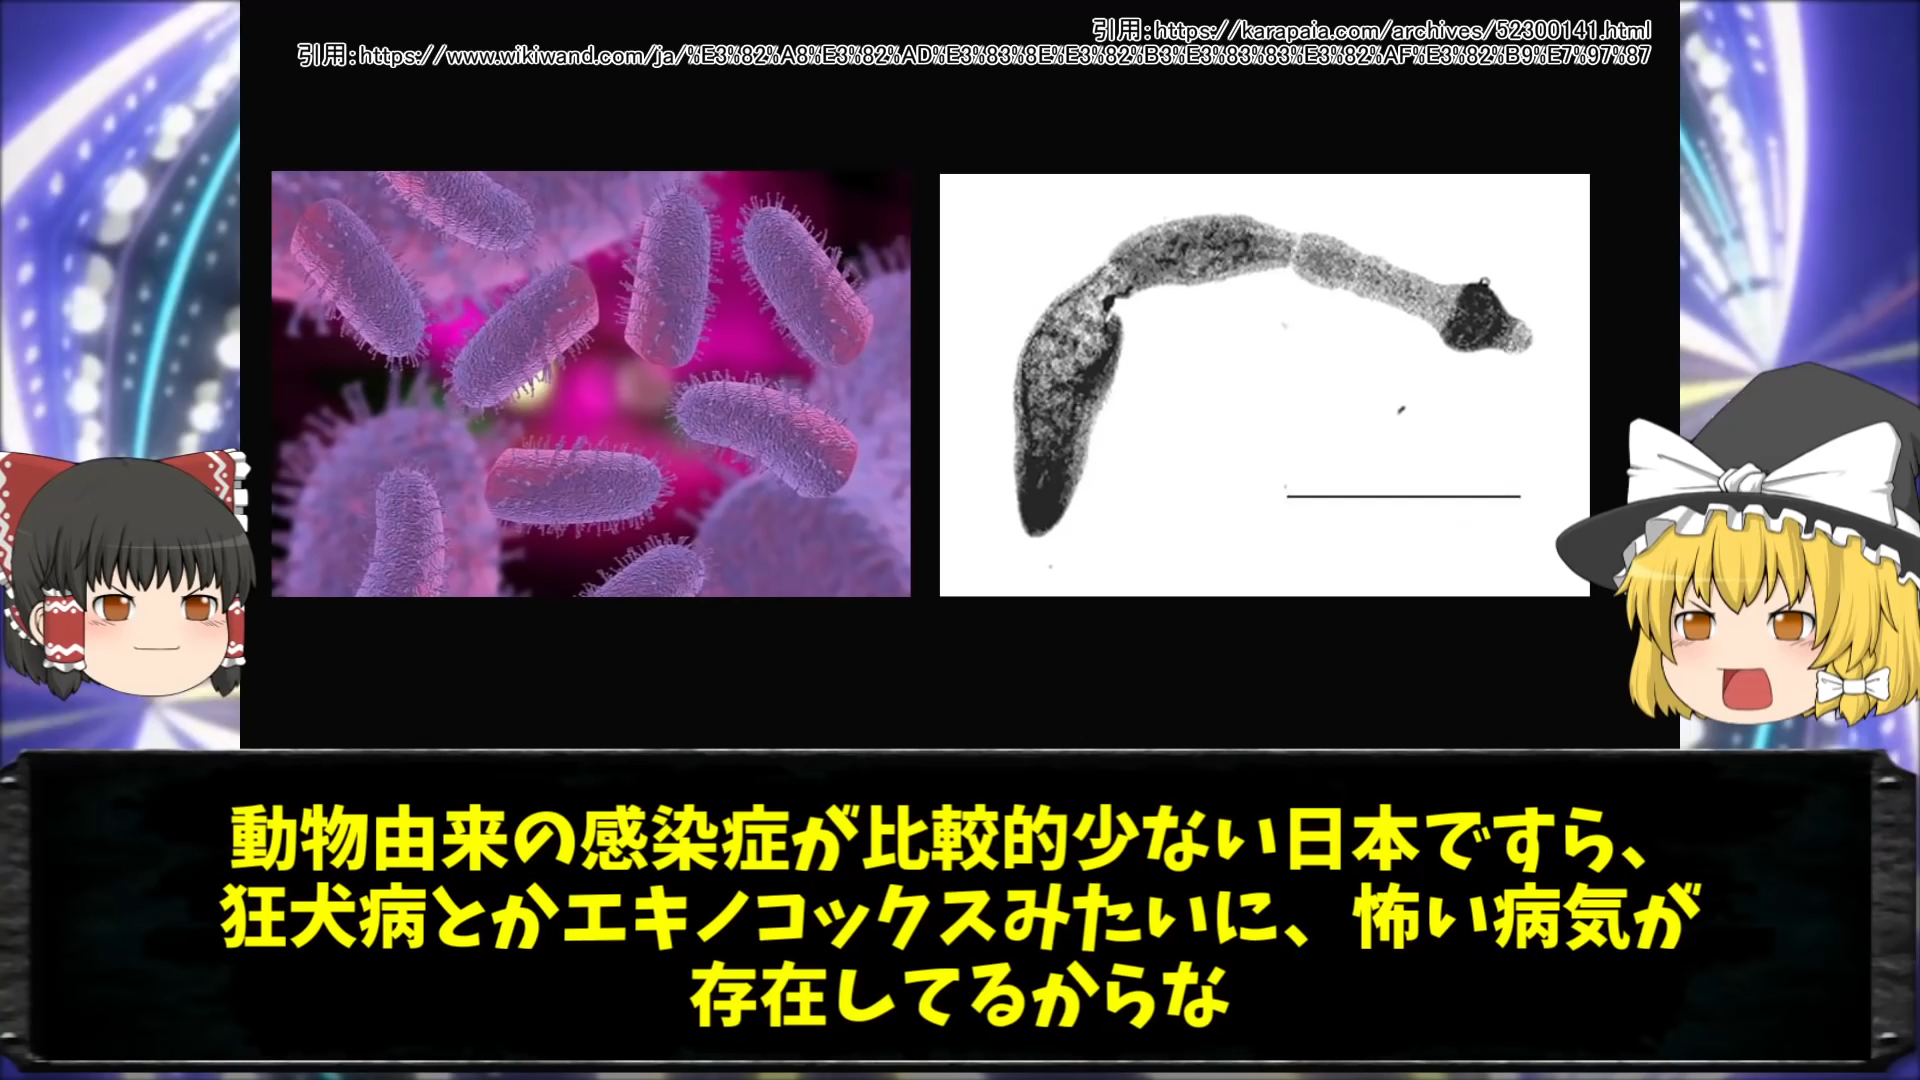 引用:https://karapaia.com/archives/52300141.html
引用:https://www.wikiwand.com/ja/%E3%82%A8%E3%82%AD%E3%83%8E%E3%82%B3%E3%83%83%E3%82%AF%E3%82%B9%E7%97%87
動物由来の感染症が比較的少ない日本ですら、
狂犬病とかエキノコックスみたいに、怖い病気が
存在してるからな